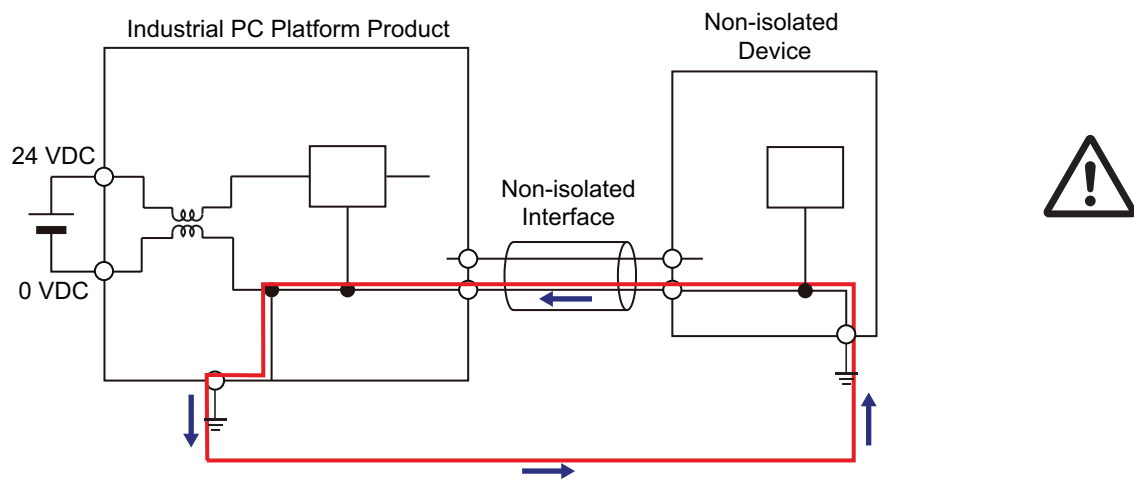 Industrial PC Platform Product
Non-isolated
Device
24 VDC
Non-isolated
Interface
0 VDC